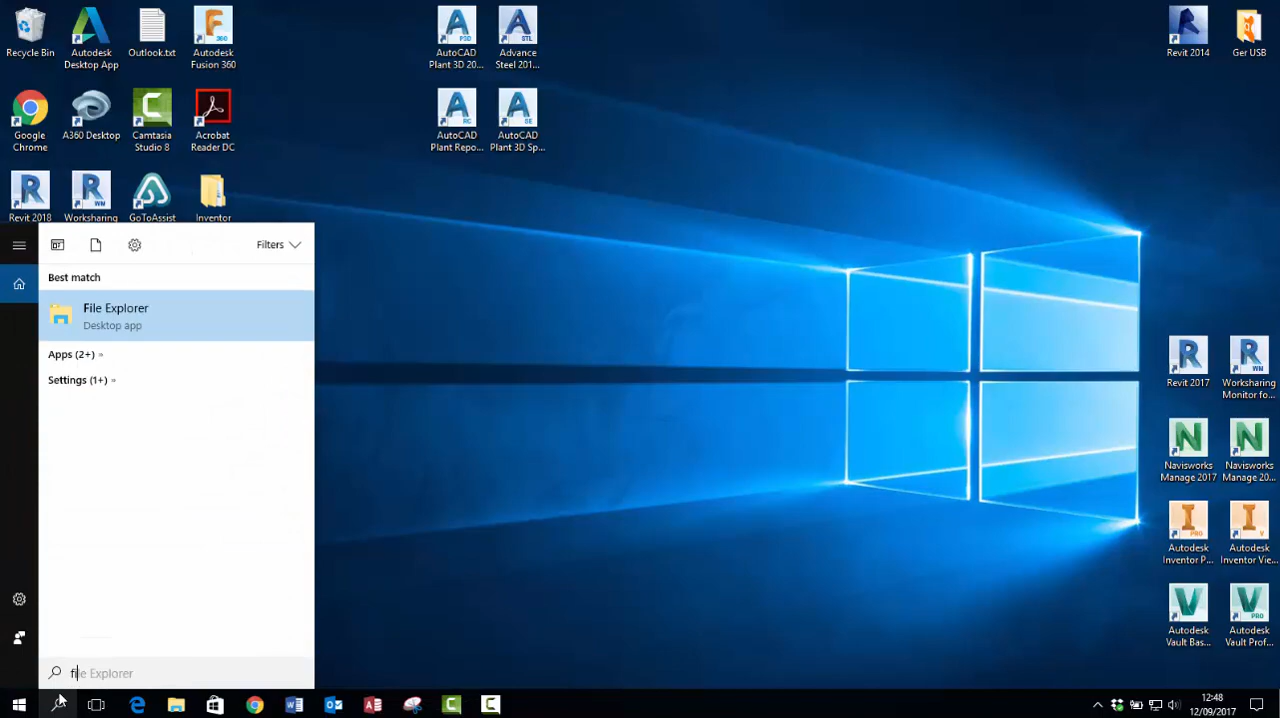 Recycle Bin
Autodesk
Desktop App
Outlook.txt
Autodesk
Fusion 360
AutoCAD
Plant 3D 20...
Advance
Steel 201...
Revit 2014
Ger USB
Google
Chrome
A360 Desktop
Camtasia
Studio 8
Acrobat
Reader DC
AutoCAD
Plant Repo...
AutoCAD
Plant 3D Sp...
Revit 2018
Worksharing
GoToAssist
Inventor
Filters
Best match
File Explorer
Desktop app
Apps (2+) »
Settings (1+) »
file Explorer
Revit 2017
Worksharing
Monitor fo...
Navisworks
Manage 2017
Navisworks
Manage 20...
Autodesk
Inventor P...
Autodesk
Inventor Vie...
Autodesk
Vault Bas...
Autodesk
Vault Prof...
12:48
12/09/2017